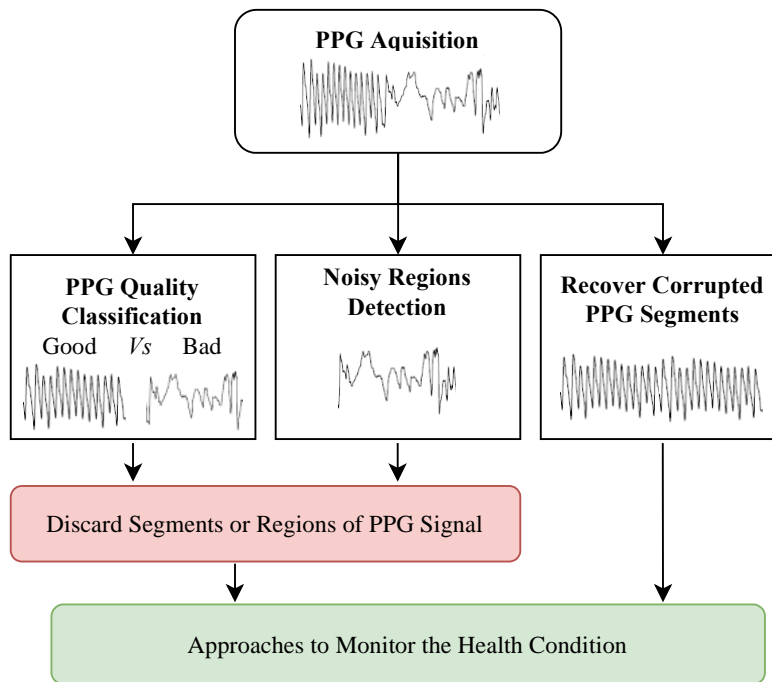 PPG Aquisition
PPG Quality
Classification
Good Vs Bad
Noisy Regions
Detection
Recover Corrupted
PPG Segments
Discard Segments or Regions of PPG Signal
Approaches to Monitor the Health Condition